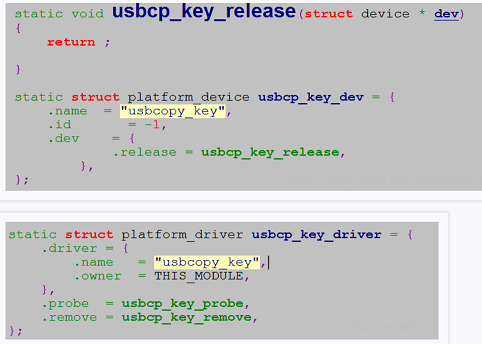 static void usbcp_key_release(struct device * dev)
{
    return ;
}
static struct platform_device usbcp_key_dev = {
    .name  = "usbcopy_key",
    .id      = -1,
    .dev    = {
            .release = usbcp_key_release,
        },
};
static struct platform_driver usbcp_key_driver = {
    .driver = {
        .name   = "usbcopy_key",
        .owner  = THIS_MODULE,
    },
    .probe  = usbcp_key_probe,
    .remove = usbcp_key_remove,
};